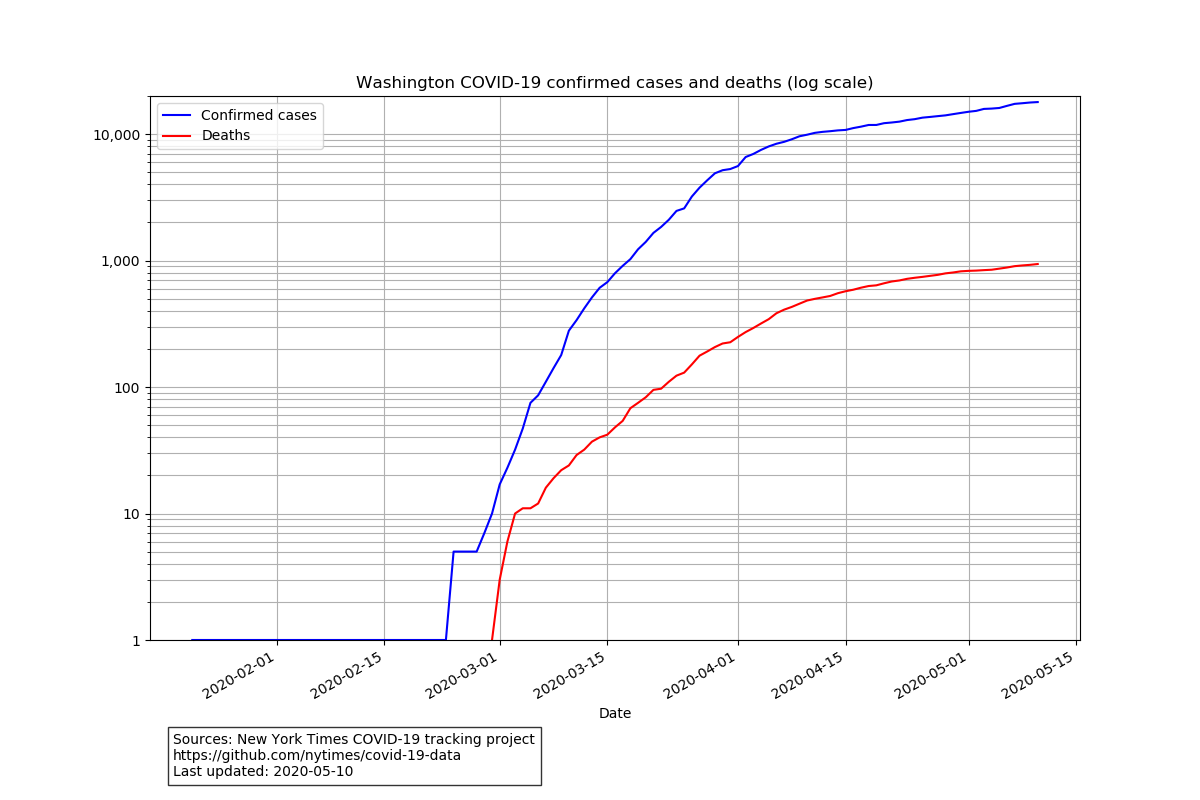 Washington COVID-19 confirmed cases and deaths (log scale)
Confirmed cases
Deaths
10,000
1,000
100
10
1
2020-02-01
2020-02-15
2020-03-01
2020-03-15
2020-04-01
2020-04-15
2020-05-01
2020-05-15
Date
Sources: New York Times COVID-19 tracking project
https://github.com/nytimes/covid-19-data
Last updated: 2020-05-10